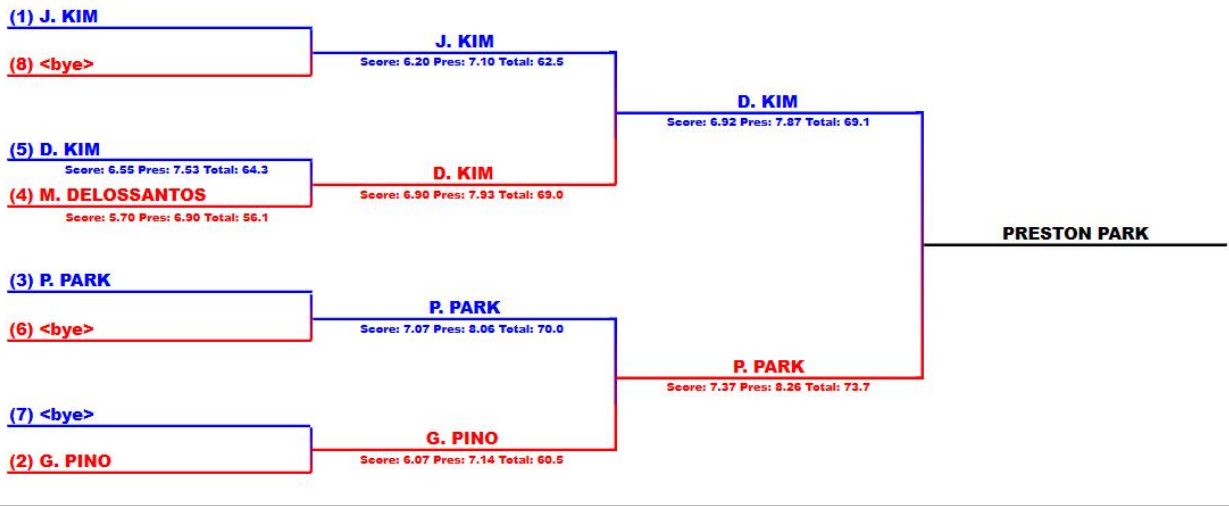 (1) J. KIM
(8) <bye>
J. KIM
Score: 6.20 Pres: 7.10 Total: 62.5
(5) D. KIM
Score: 6.55 Pres: 7.53 Total: 64.3
(4) M. DELOSSANTOS
Score: 5.70 Pres: 6.90 Total: 56.1
D. KIM
Score: 6.90 Pres: 7.93 Total: 69.0
D. KIM
Score: 6.92 Pres: 7.87 Total: 69.1
(3) P. PARK
(6) <bye>
P. PARK
Score: 7.07 Pres: 8.06 Total: 70.0
(7) <bye>
(2) G. PINO
G. PINO
Score: 6.07 Pres: 7.14 Total: 60.5
P. PARK
Score: 7.37 Pres: 8.26 Total: 73.7
PRESTON PARK